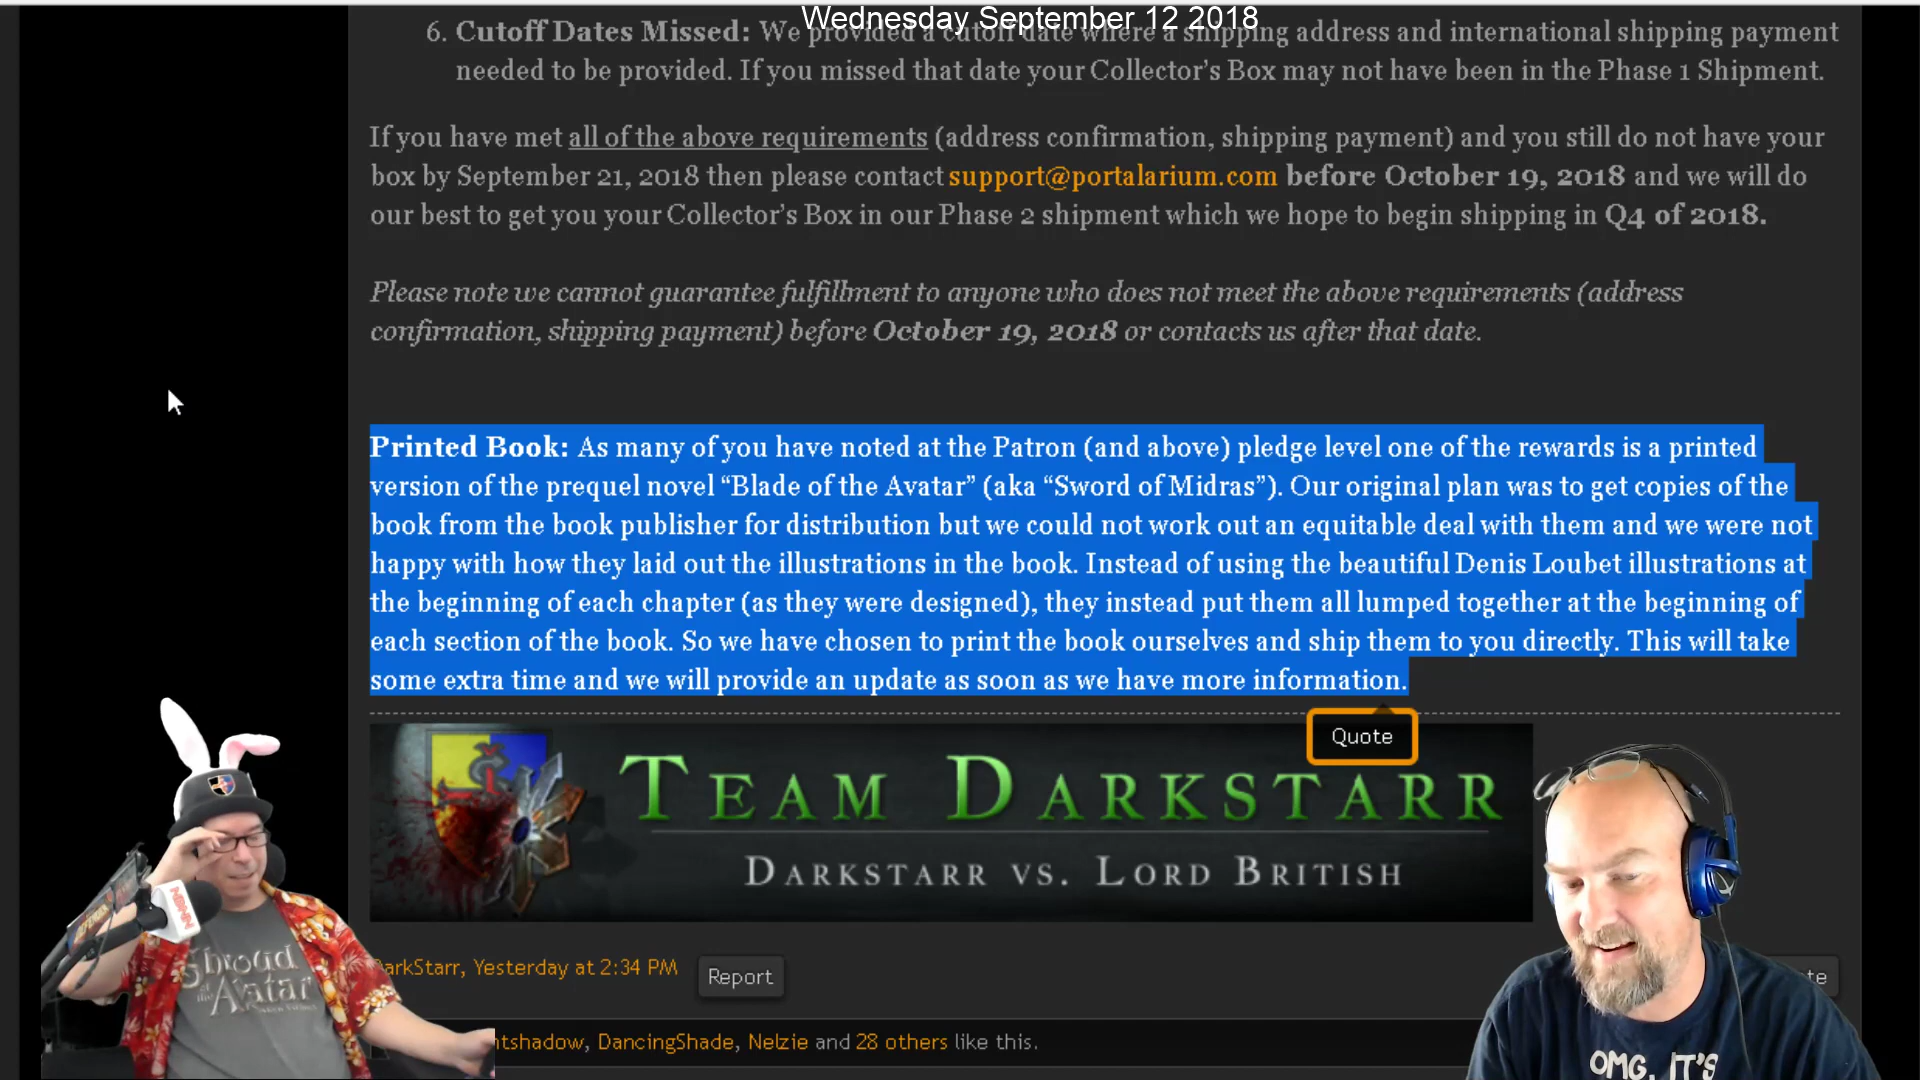 Wednesday September 12 2018
6. Cutoff Dates Missed: We provided a cutoff date where a shipping address and international shipping payment
needed to be provided. If you missed that date your Collector's Box may not have been in the Phase 1 Shipment.
If you have met all of the above requirements (address confirmation, shipping payment) and you still do not have your
box by September 21, 2018 then please contact support@portalarium.com before October 19, 2018 and we will do
our best to get you your Collector's Box in our Phase 2 shipment which we hope to begin shipping in Q4 of 2018.
Please note we cannot guarantee fulfillment to anyone who does not meet the above requirements (address
confirmation, shipping payment) before October 19, 2018 or contacts us after that date.
Printed Book: As many of you have noted at the Patron (and above) pledge level one of the rewards is a printed
version of the prequel novel “Blade of the Avatar” (aka “Sword of Midras”). Our original plan was to get copies of the
book from the book publisher for distribution but we could not work out an equitable deal with them and we were not
happy with how they laid out the illustrations in the book. Instead of using the beautiful Denis Loubet illustrations at
the beginning of each chapter (as they were designed), they instead put them all lumped together at the beginning of
each section of the book. So we have chosen to print the book ourselves and ship them to you directly. This will take
some extra time and we will provide an update as soon as we have more information.
Quote
TEAM DARKSTARR
DARKSTARR VS. LORD BRITISH
arkStarr, Yesterday at 2:34 PM
Report
te
ntshadow, DancingShade, Nelzie and 28 others like this.
Shroud
of the
Avatar
OMG, IT'S